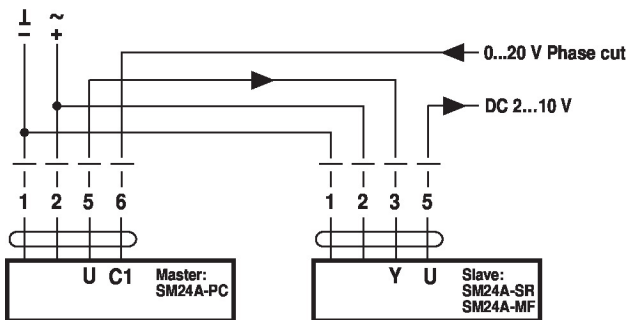 ⊥ ~
− +
0...20 V Phase cut
DC 2...10 V
1 2 5 6
1 2 3 5
U C1 Master:
SM24A-PC
Y U Slave:
SM24A-SR
SM24A-MF